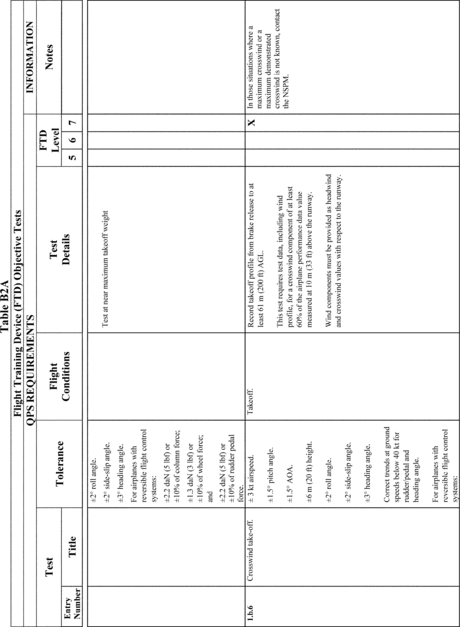 Table B2A
Flight Training Device (FTD) Objective Tests
QPS REQUIREMENTS
INFORMATION
Test
Tolerance
Flight
Conditions
Test
Details
FTD
Level
Notes
Entry
Number
Title
5
6
7
±2° roll angle.
±2° side-slip angle.
±3° heading angle.
For airplanes with
reversible flight control
systems:
±2.2 daN (5 lbf) or
±10% of column force;
±1.3 daN (3 lbf) or
±10% of wheel force;
and
±2.2 daN (5 lbf) or
±10% of rudder pedal
force.
Test at near maximum takeoff weight
1.b.6
Crosswind take-off.
± 3 kt airspeed.
±1.5° pitch angle.
±1.5° AOA.
±6 m (20 ft) height.
±2° roll angle.
±2° side-slip angle.
±3° heading angle.
Correct trends at ground
speeds below 40 kt for
rudder/pedal and
heading angle.
For airplanes with
reversible flight control
systems:
Takeoff.
Record takeoff profile from brake release to at
least 61 m (200 ft) AGL.
This test requires test data, including wind
profile, for a crosswind component of at least
60% of the airplane performance data value
measured at 10 m (33 ft) above the runway.
Wind components must be provided as headwind
and crosswind values with respect to the runway.
X
In those situations where a
maximum crosswind or a
maximum demonstrated
crosswind is not known, contact
the NSPM.